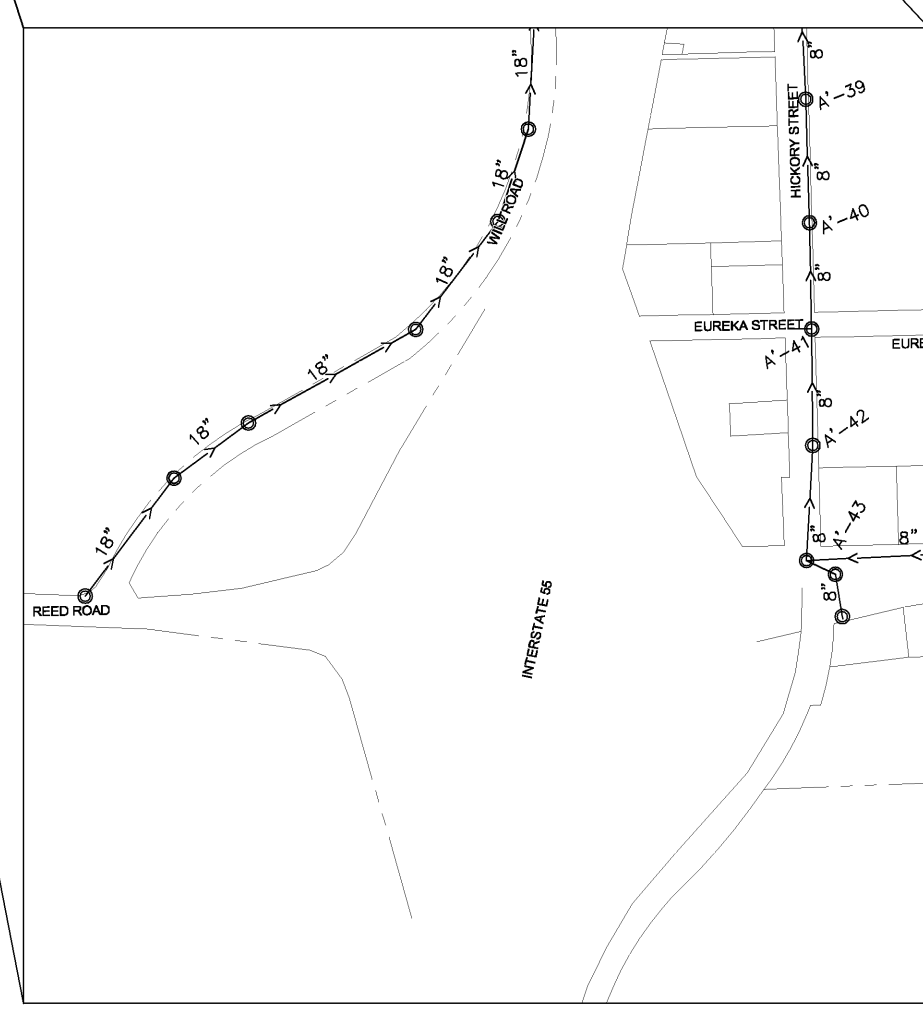 18"
8"
A'-39
HICKORY STREET
18"
8"
WILL ROAD
A'-40
18"
8"
EUREKA STREET
EURE
A'-41
18"
8"
18"
A'-42
18"
8"
A'-43
8"
8"
REED ROAD
INTERSTATE 55